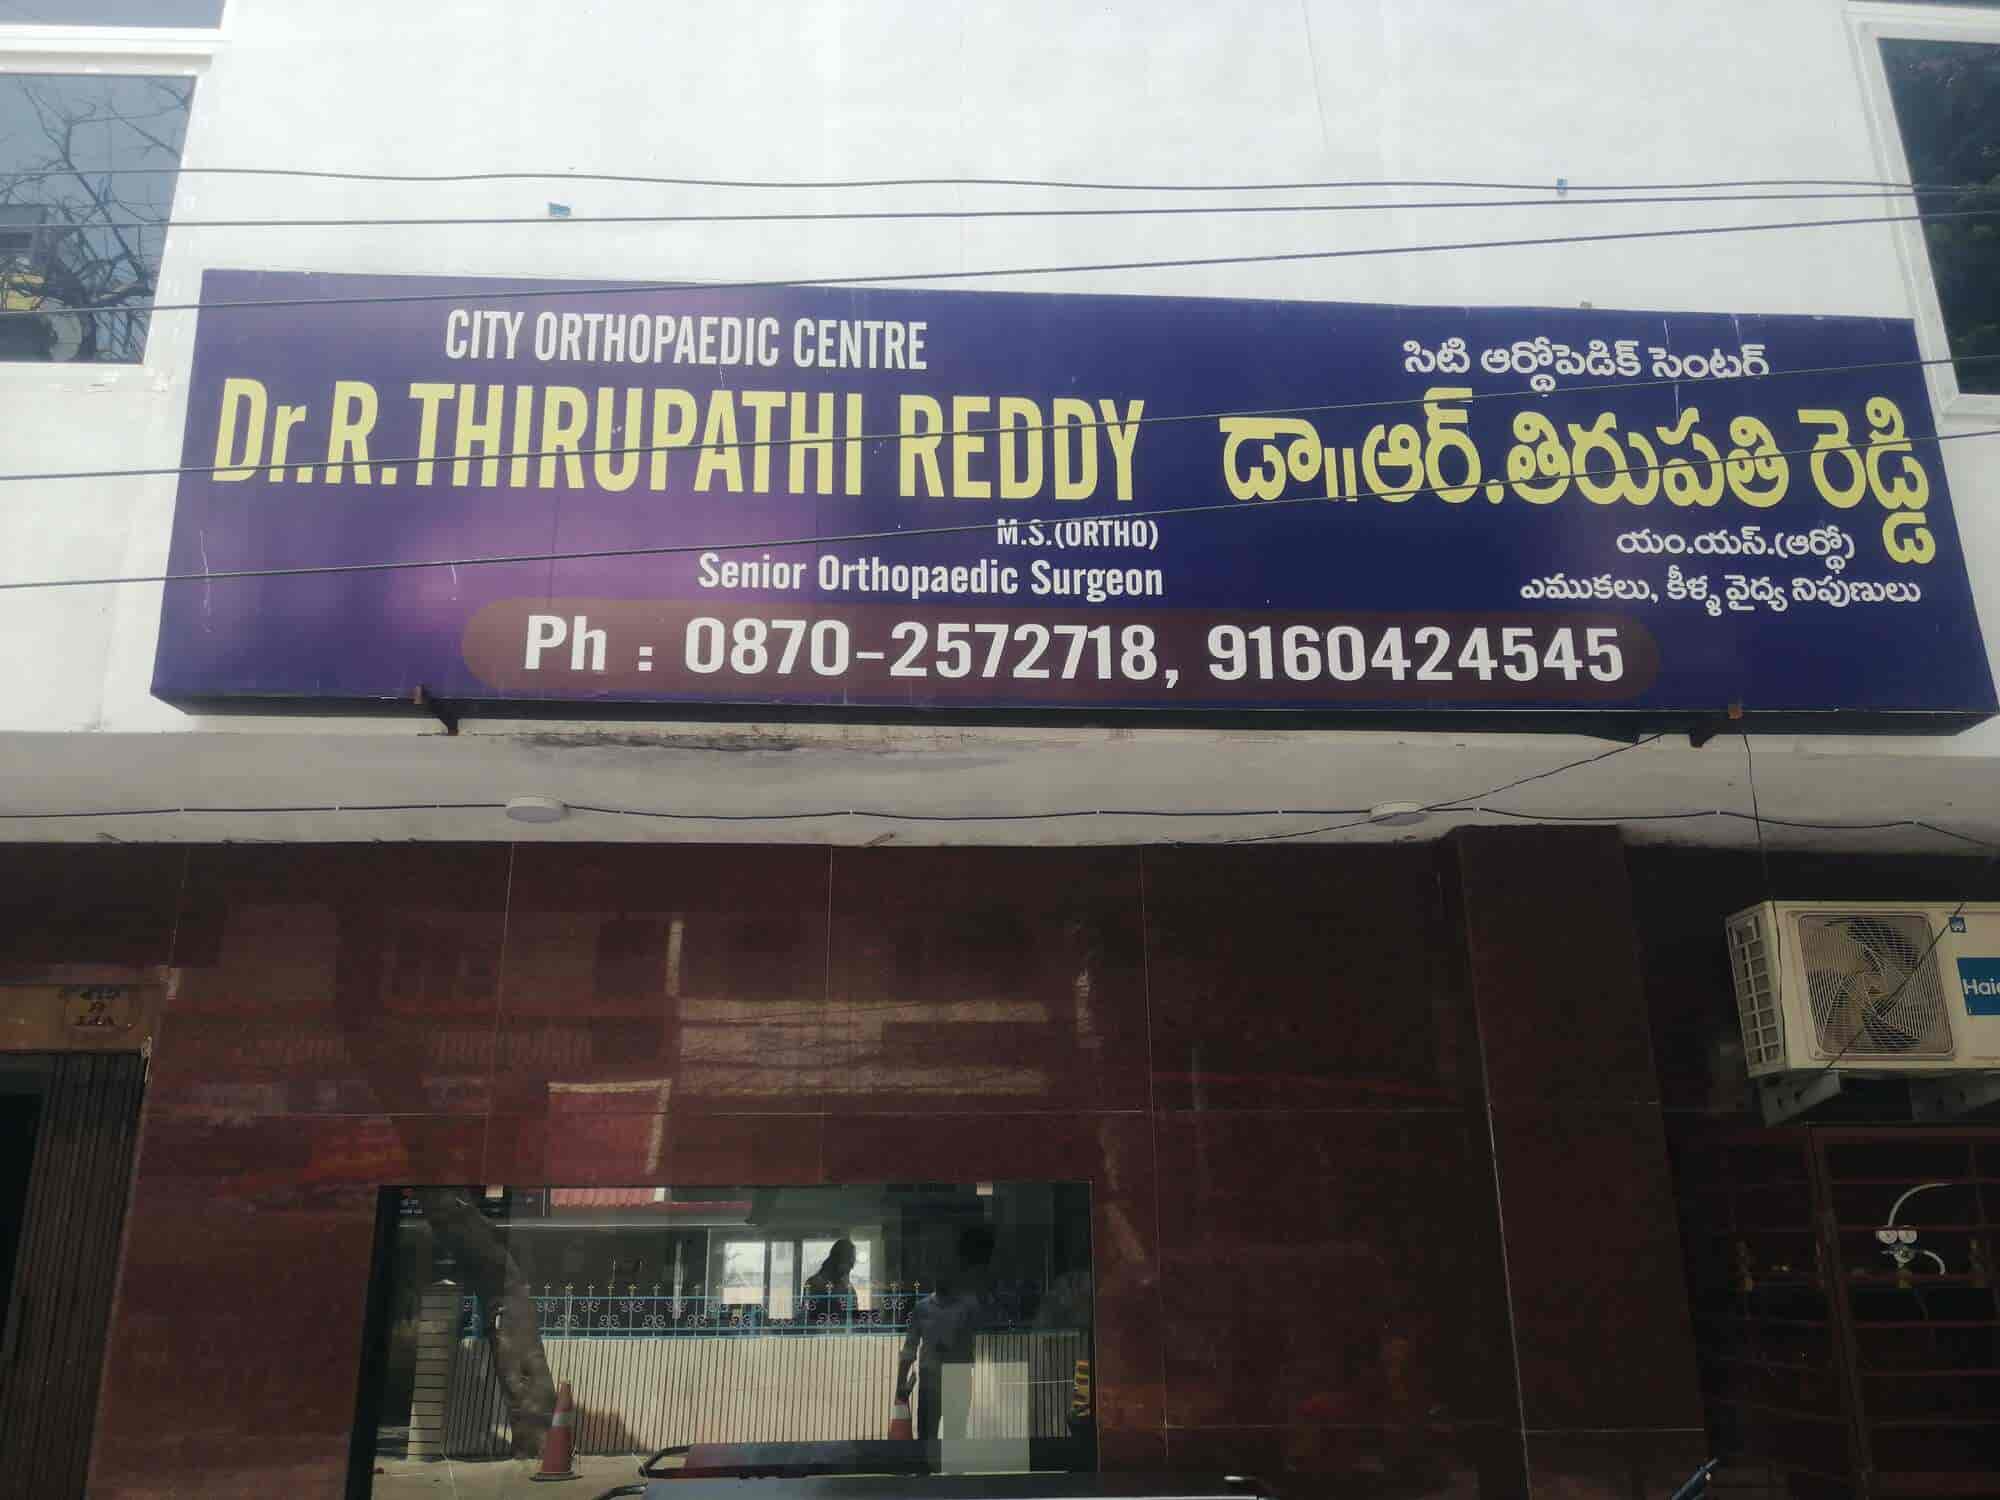 CITY ORTHOPAEDIC CENTRE
Dr.R.THIRUPATHI REDDY
M.S.(ORTHO)
Senior Orthopaedic Surgeon
సిటి ఆర్థోపెడిక్ సెంటర్
డా॥ఆర్.తిరుపతి రెడ్డి
యం.యస్.(ఆర్థో)
ఎముకలు, కీళ్ళ వైద్య నిపుణులు
Ph : 0870-2572718, 9160424545